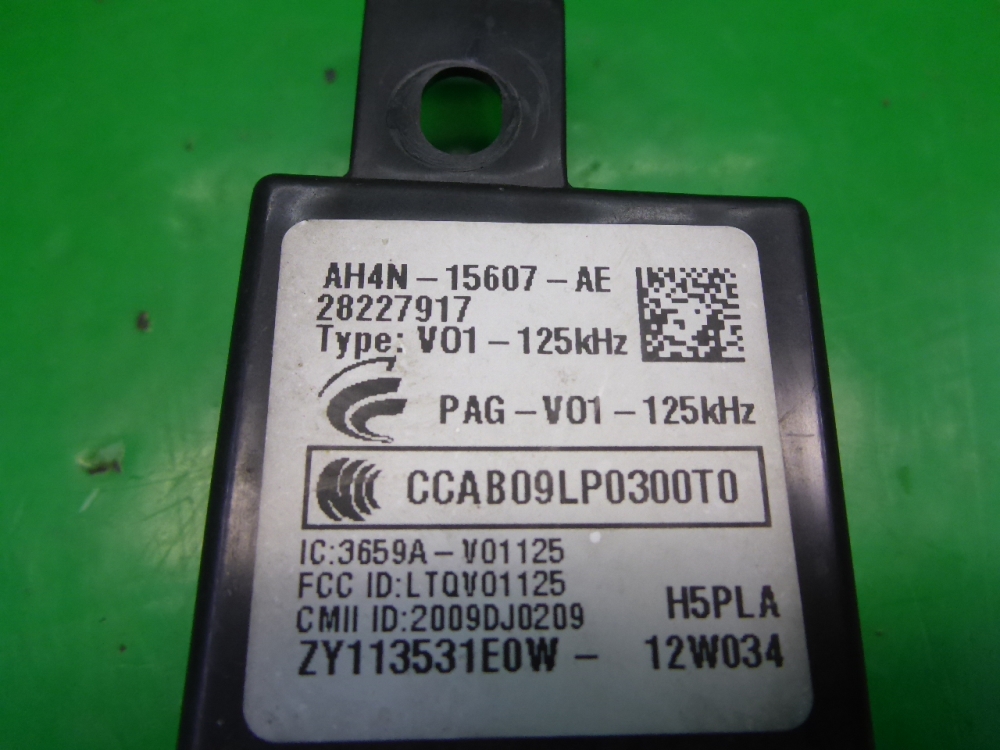 AH4N-15607-AE
28227917
Type: V01-125kHz
PAG-V01-125kHz
CCAB09LP0300T0
IC:3659A-V01125
FCC ID:LTQV01125
CMII ID:2009DJ0209
H5PLA
ZY113531E0W- 12W034